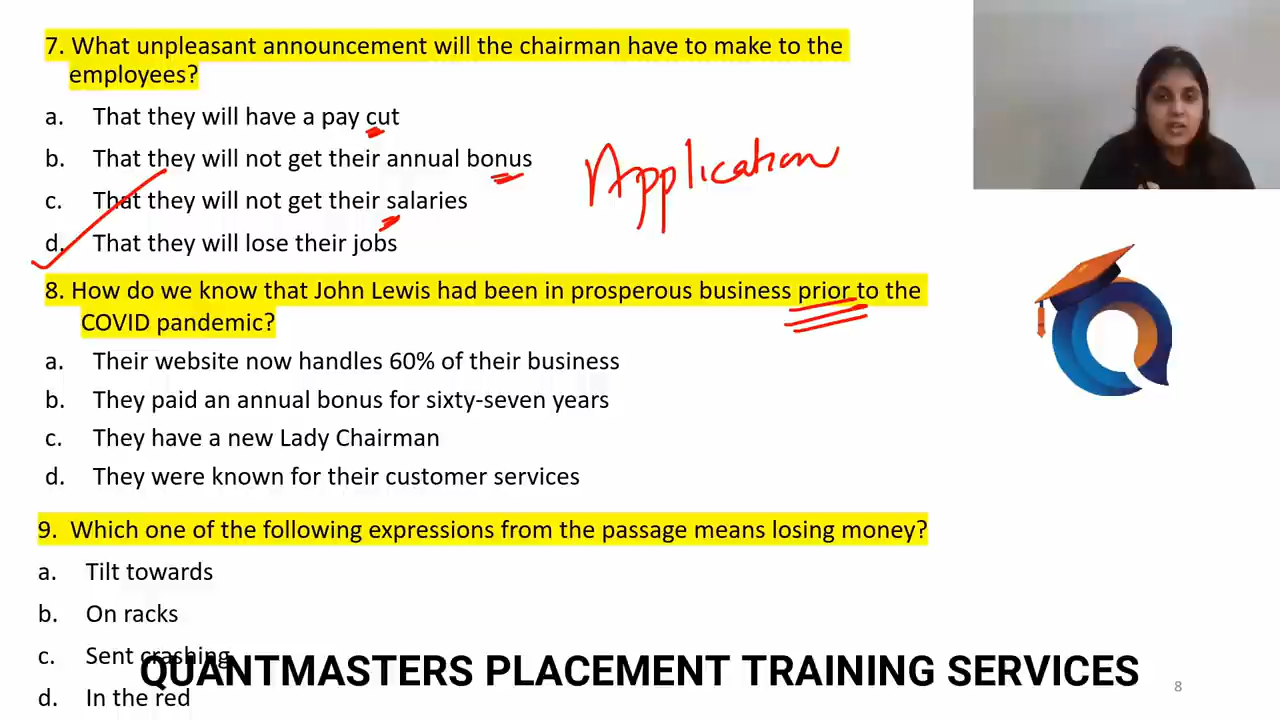 7. What unpleasant announcement will the chairman have to make to the
employees?
a. That they will have a pay cut
b. That they will not get their annual bonus
c. That they will not get their salaries
d. That they will lose their jobs
Application
8. How do we know that John Lewis had been in prosperous business prior to the
COVID pandemic?
a. Their website now handles 60% of their business
b. They paid an annual bonus for sixty-seven years
c. They have a new Lady Chairman
d. They were known for their customer services
9. Which one of the following expressions from the passage means losing money?
a. Tilt towards
b. On racks
c. Sent crashing
d. In the red
QUANTMASTERS PLACEMENT TRAINING SERVICES
8